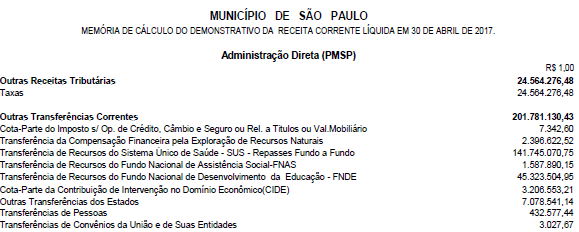 MUNICÍPIO DE SÃO PAULO
MEMÓRIA DE CÁLCULO DO DEMONSTRATIVO DA RECEITA CORRENTE LÍQUIDA EM 30 DE ABRIL DE 2017.
Administração Direta (PMSP)
R$ 1,00
Outras Receitas Tributárias 24.564.276,48
Taxas 24.564.276,48
Outras Transferências Correntes 201.781.130,43
Cota-Parte do Imposto s/ Op. de Crédito, Câmbio e Seguro ou Rel. a Títulos ou Val.Mobiliário 7.342,60
Transferência da Compensação Financeira pela Exploração de Recursos Naturais 2.396.622,52
Transferência de Recursos do Sistema Único de Saúde - SUS - Repasses Fundo a Fundo 141.745.070,75
Transferência de Recursos do Fundo Nacional de Assistência Social-FNAS 1.587.890,15
Transferência de Recursos do Fundo Nacional de Desenvolvimento da Educação - FNDE 45.323.504,95
Cota-Parte da Contribuição de Intervenção no Domínio Econômico(CIDE) 3.206.553,21
Outras Transferências dos Estados 7.078.541,14
Transferências de Pessoas 432.577,44
Transferências de Convênios da União e de Suas Entidades 3.027,67